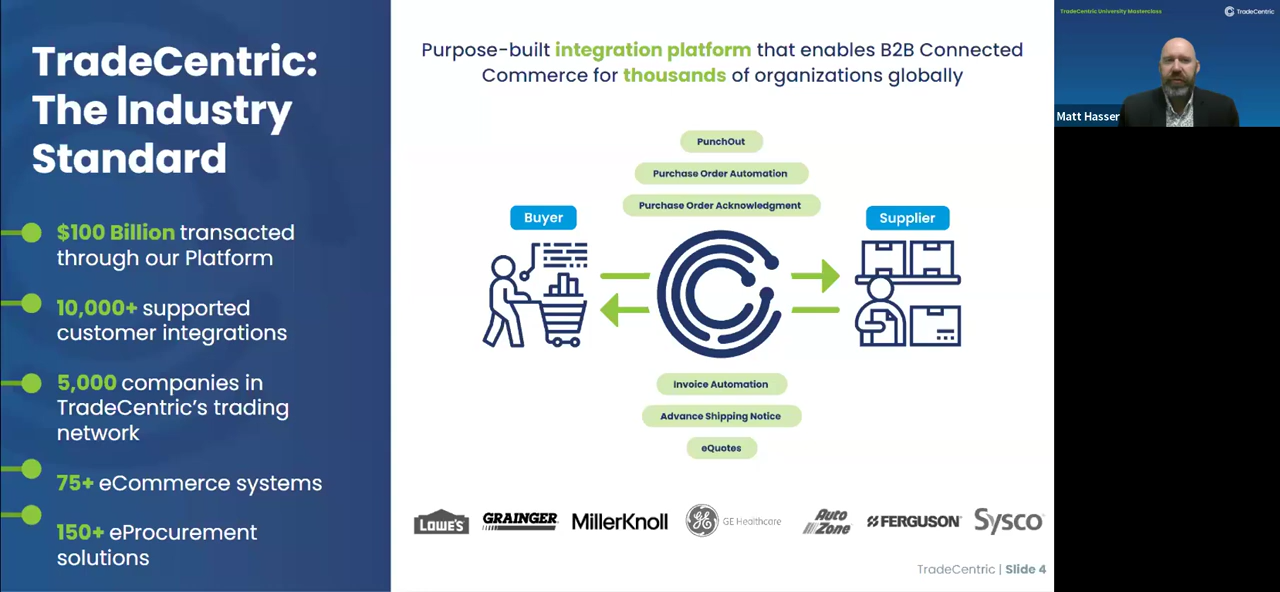 TradeCentric:
The Industry
Standard
$100 Billion transacted
through our Platform
10,000+ supported
customer integrations
5,000 companies in
TradeCentric's trading
network
75+ eCommerce systems
150+ eProcurement
solutions
Purpose-built integration platform that enables B2B Connected
Commerce for thousands of organizations globally
PunchOut
Purchase Order Automation
Purchase Order Acknowledgment
Buyer
Supplier
Invoice Automation
Advance Shipping Notice
eQuotes
LOWE'S
GRAINGER
MillerKnoll
GE HealthCare
AutoZone
FERGUSON
Sysco
TradeCentric | Slide 4
TradeCentric University Masterclass
TradeCentric
Matt Hasser